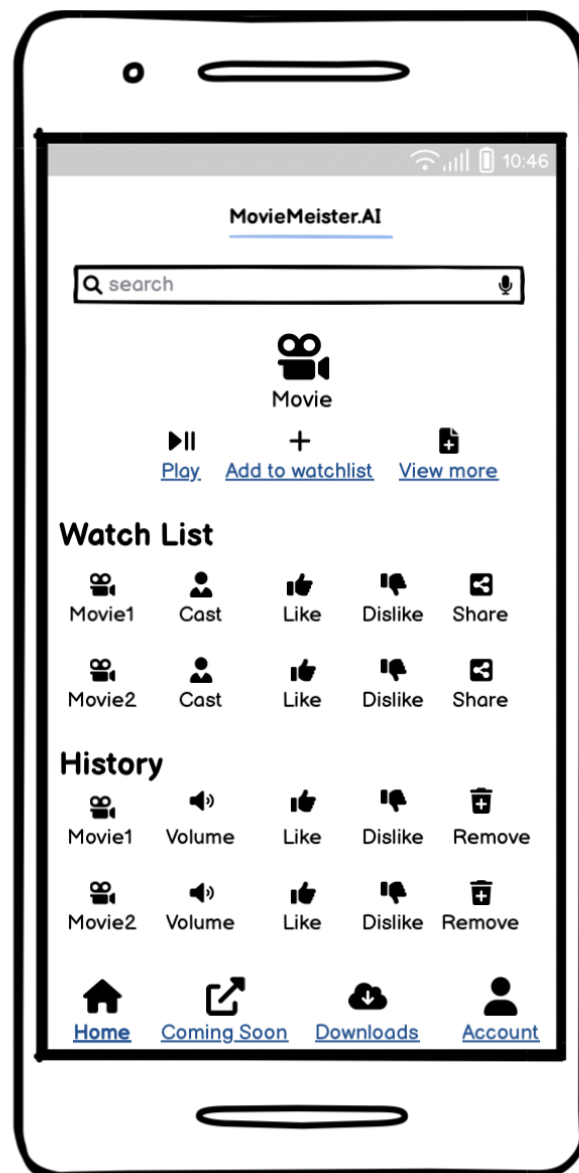 10:46
MovieMeister.AI
search
Movie
Play Add to watchlist View more
Watch List
Movie1 Cast Like Dislike Share
Movie2 Cast Like Dislike Share
History
Movie1 Volume Like Dislike Remove
Movie2 Volume Like Dislike Remove
Home Coming Soon Downloads Account